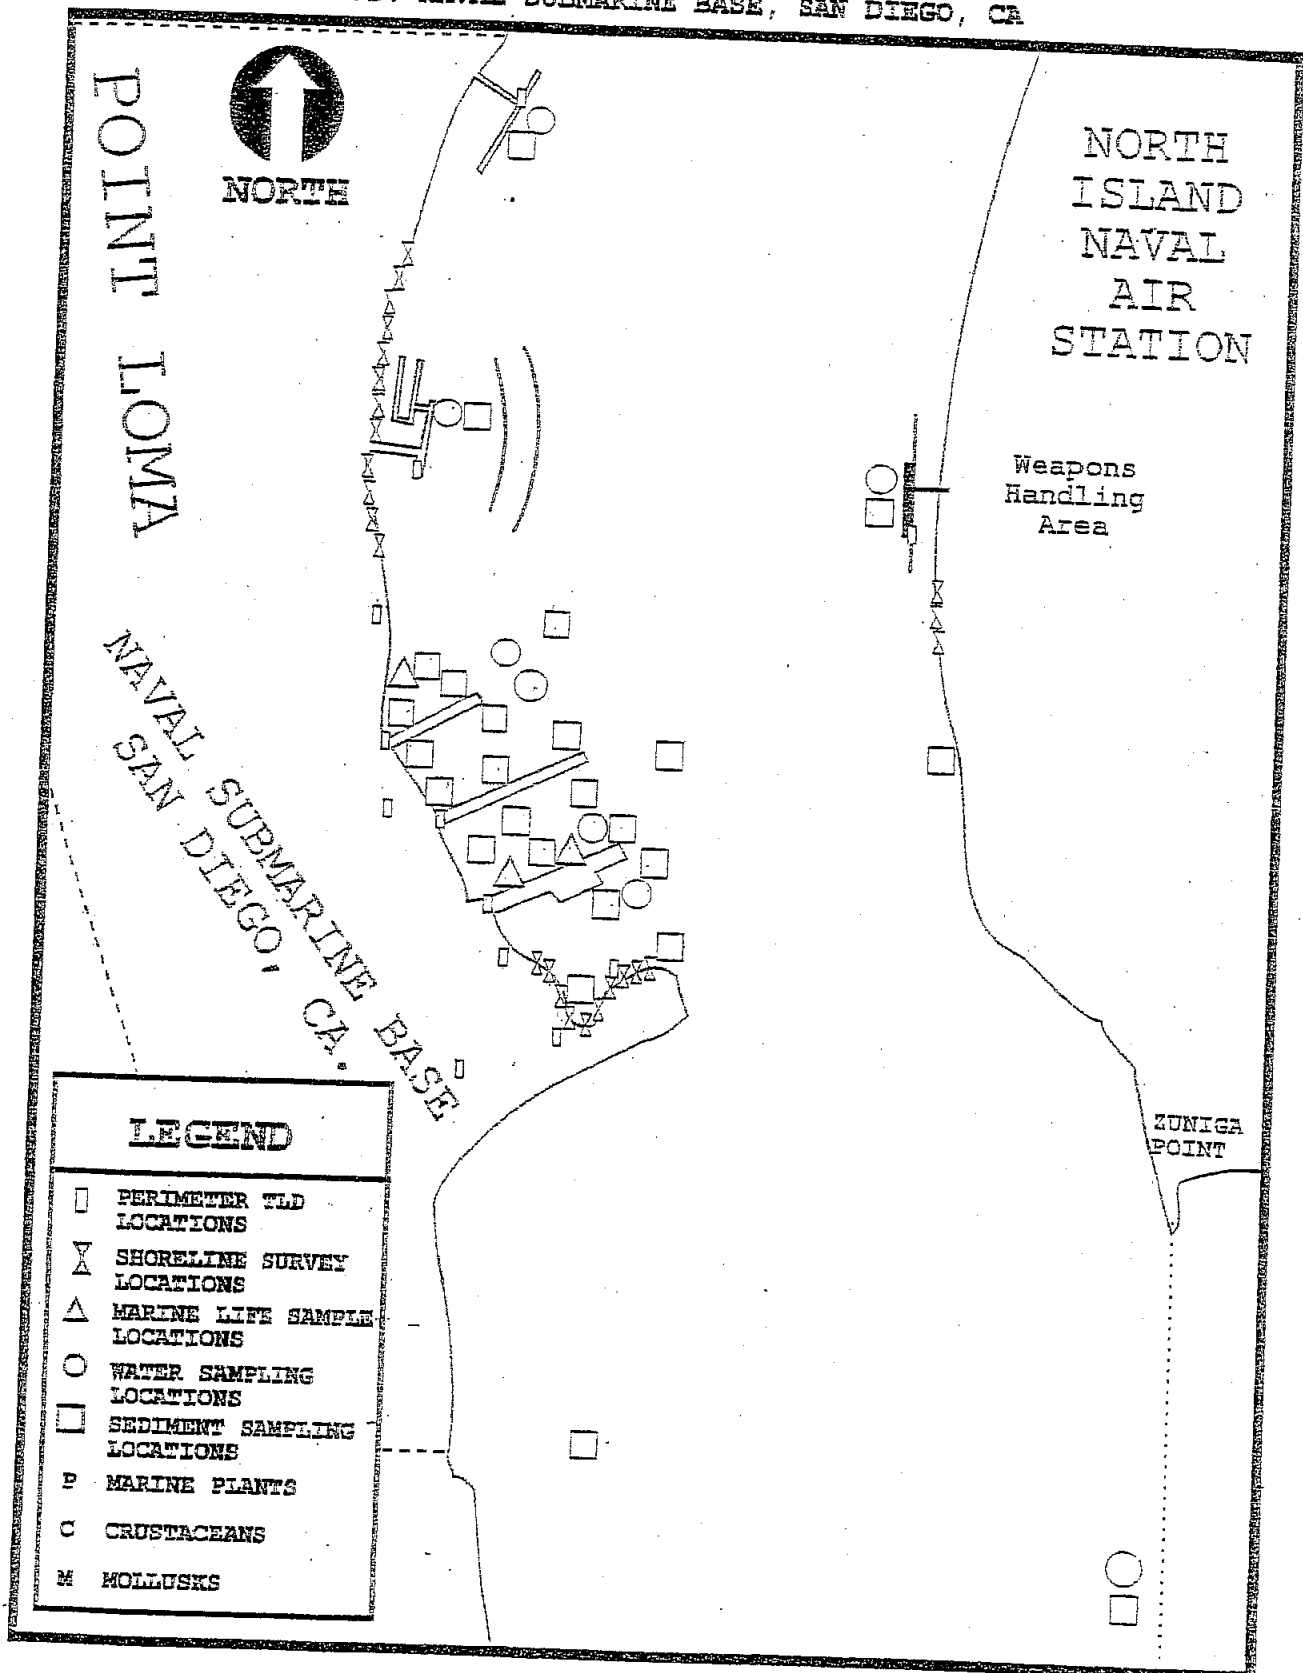 NAVAL SUBMARINE BASE, SAN DIEGO, CA
POINT LOMA
NORTH
NORTH
ISLAND
NAVAL
AIR
STATION
Weapons
Handling
Area
NAVAL SUBMARINE BASE
SAN DIEGO, CA.
ZUNIGA
POINT
LEGEND
PERIMETER TLD
LOCATIONS
SHORELINE SURVEY
LOCATIONS
MARINE LIFE SAMPLE
LOCATIONS
WATER SAMPLING
LOCATIONS
SEDIMENT SAMPLING
LOCATIONS
P MARINE PLANTS
C CRUSTACEANS
M MOLLUSKS